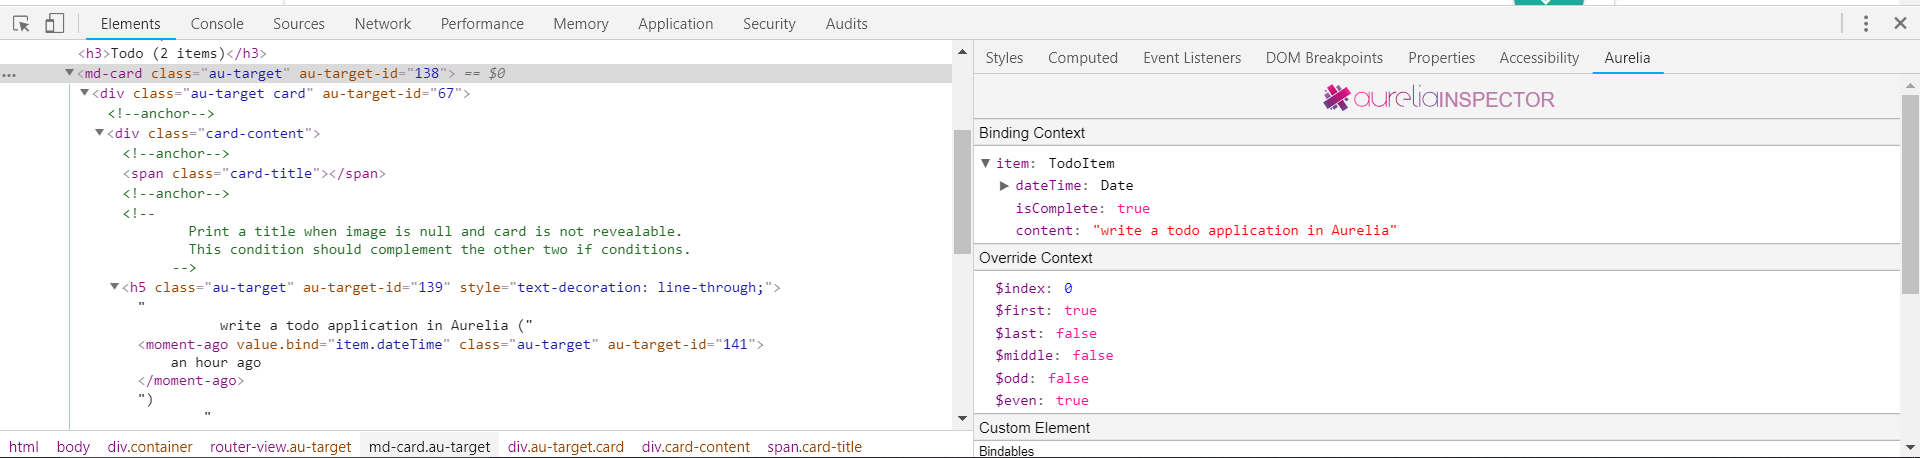 Elements Console Sources Network Performance Memory Application Security Audits
<h3>Todo (2 items)</h3>
... <md-card class="au-target" au-target-id="138"> == $0
<div class="au-target card" au-target-id="67">
<!--anchor-->
<div class="card-content">
<!--anchor-->
<span class="card-title"></span>
<!--anchor-->
<!--
Print a title when image is null and card is not revealable.
This condition should complement the other two if conditions.
-->
<h5 class="au-target" au-target-id="139" style="text-decoration: line-through;">
"
write a todo application in Aurelia ("
<moment-ago value.bind="item.dateTime" class="au-target" au-target-id="141">
an hour ago
</moment-ago>
")
"
html body div.container router-view.au-target md-card.au-target div.au-target.card div.card-content span.card-title
Styles Computed Event Listeners DOM Breakpoints Properties Accessibility Aurelia
aureliaINSPECTOR
Binding Context
item: TodoItem
dateTime: Date
isComplete: true
content: "write a todo application in Aurelia"
Override Context
$index: 0
$first: true
$last: false
$middle: false
$odd: false
$even: true
Custom Element
Bindables